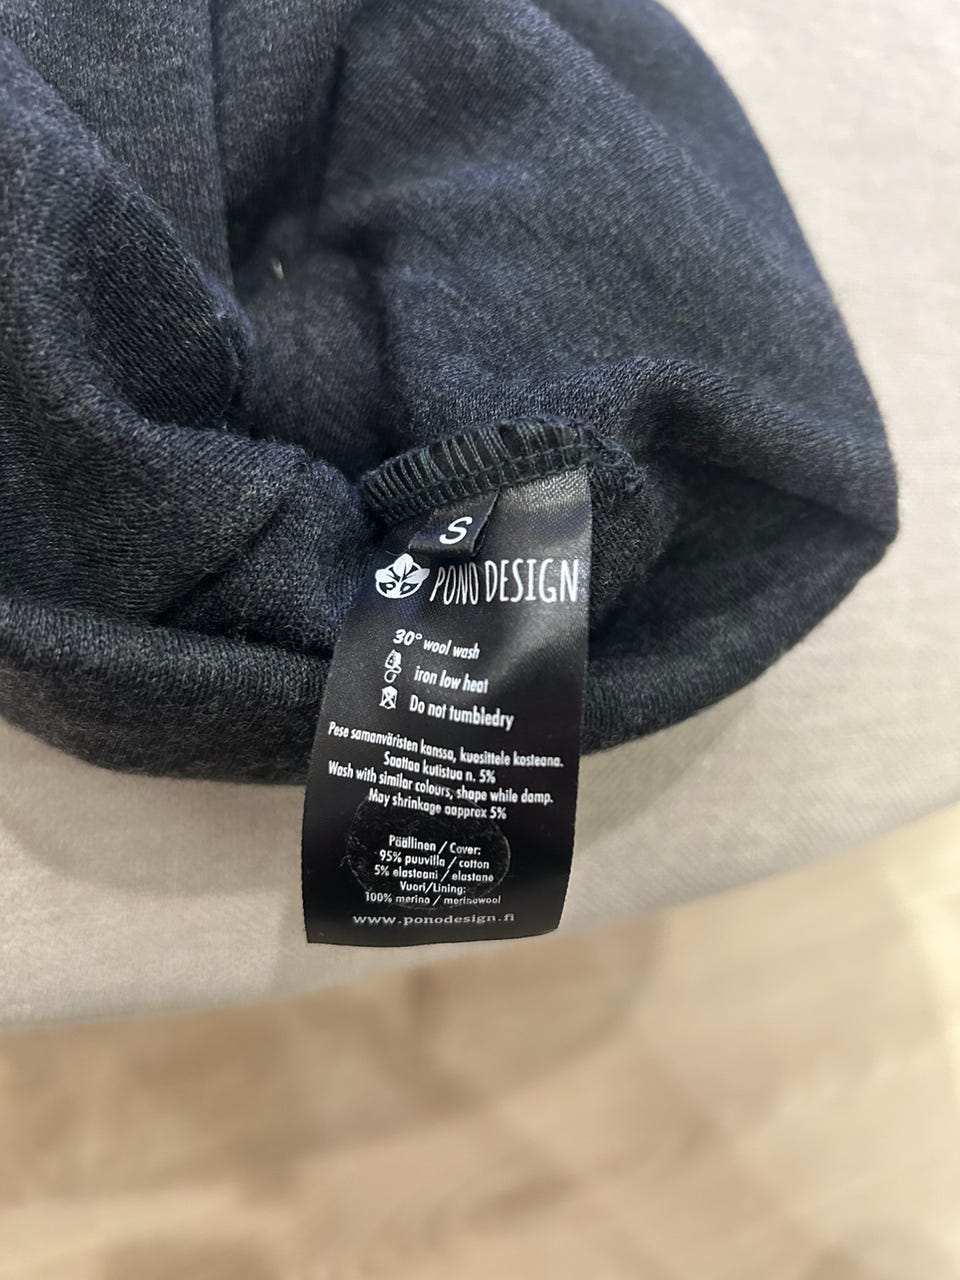 S
PONO DESIGN
30° wool wash
iron low heat
Do not tumbledry
Pese samanväristen kanssa, kuosittele kosteana.
Saattaa kutistua n. 5%
Wash with similar colours, shape while damp.
May shrinkage aapprox 5%
Päällinen / Cover:
95% puuvilla / cotton
5% elastaani / elastane
Vuori/Lining:
100% merino / merinowool
www.ponodesign.fi